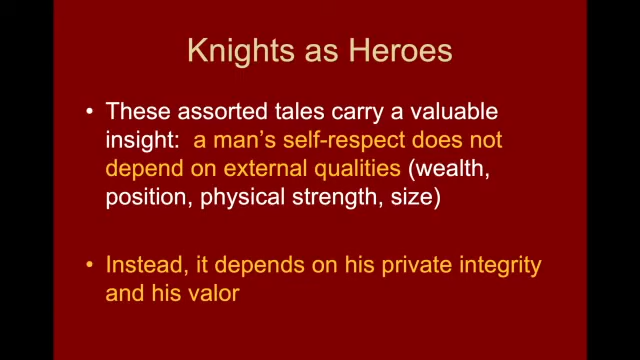 Knights as Heroes
• These assorted tales carry a valuable
insight:  a man's self-respect does not
depend on external qualities (wealth,
position, physical strength, size)
• Instead, it depends on his private integrity
and his valor